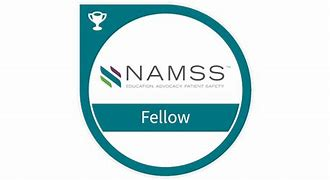 NAMSS™
EDUCATION. ADVOCACY. PATIENT SAFETY.
Fellow